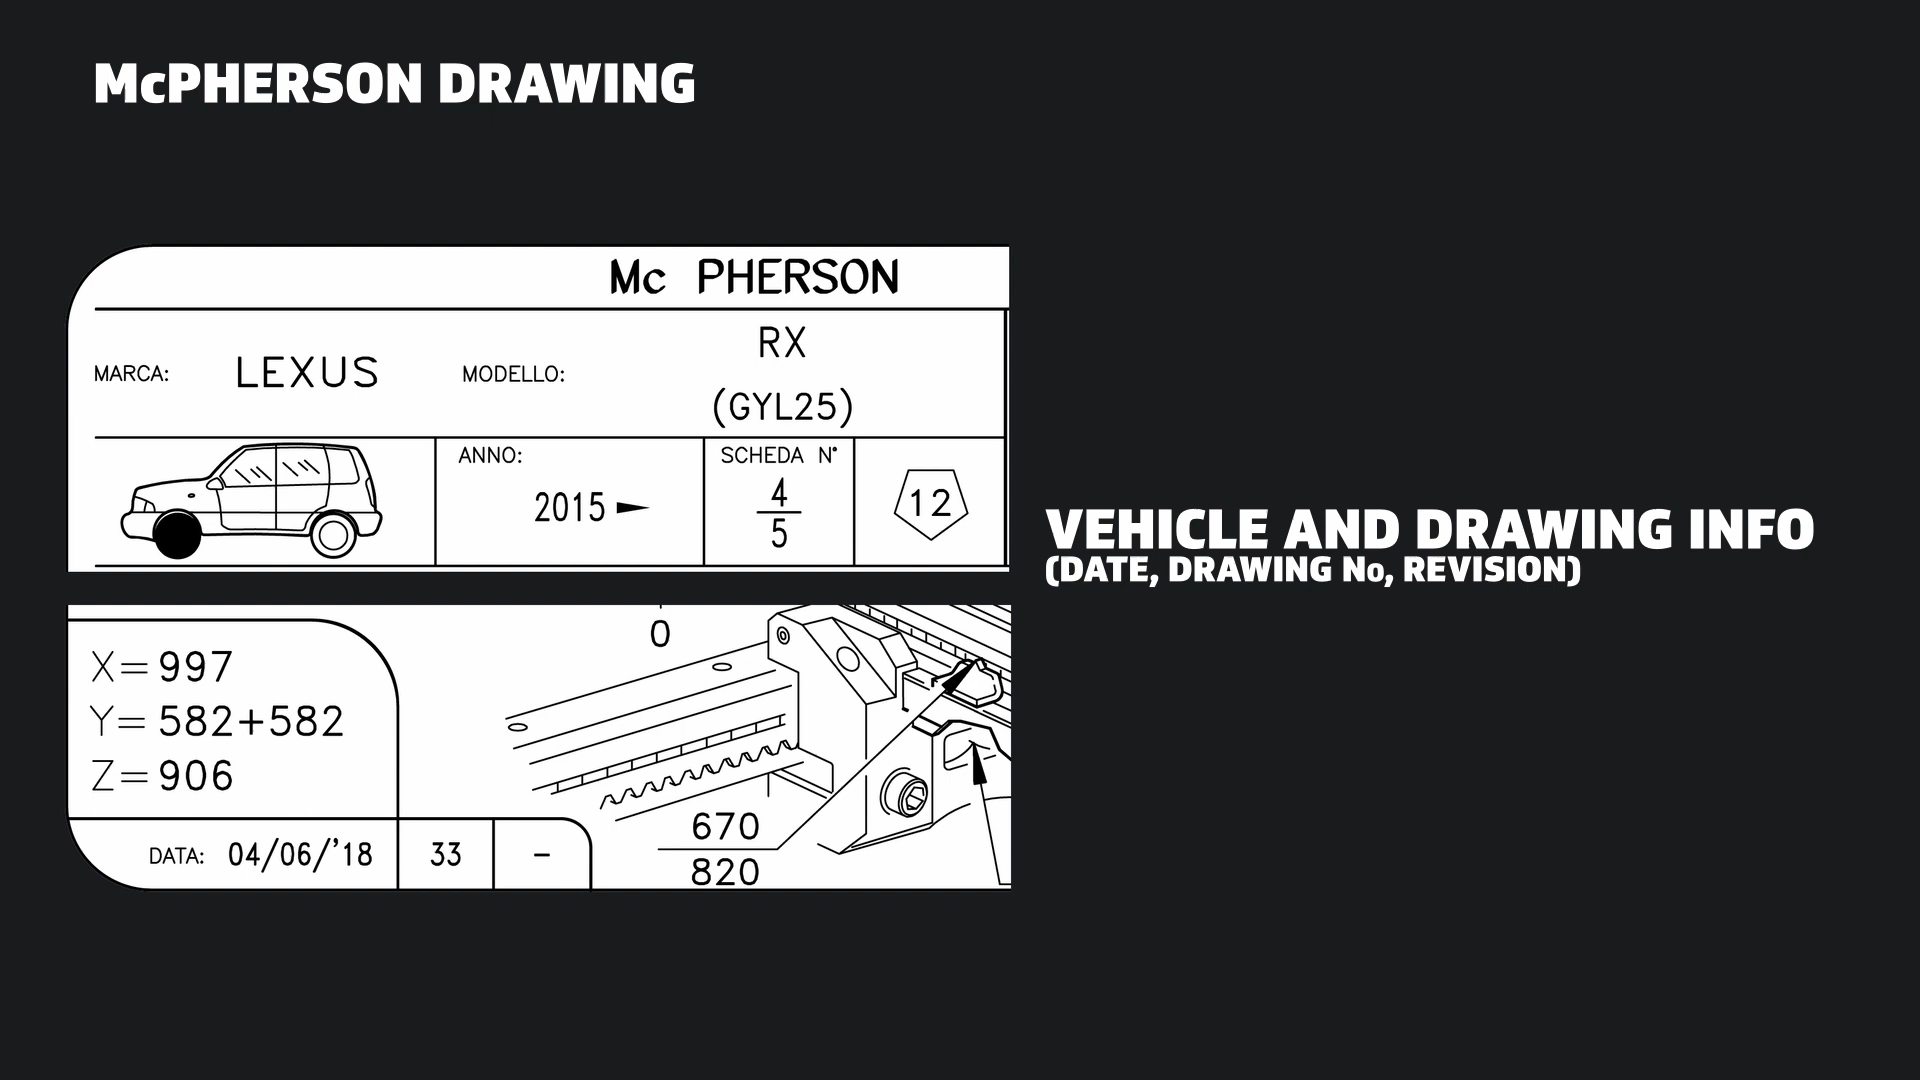 McPHERSON DRAWING
Mc PHERSON
MARCA: LEXUS MODELLO: RX
(GYL25)
ANNO: 2015
SCHEDA N° 4
5
12
VEHICLE AND DRAWING INFO
(DATE, DRAWING No, REVISION)
X= 997
Y= 582+582
Z= 906
DATA: 04/06/'18 33 -
0
670
820